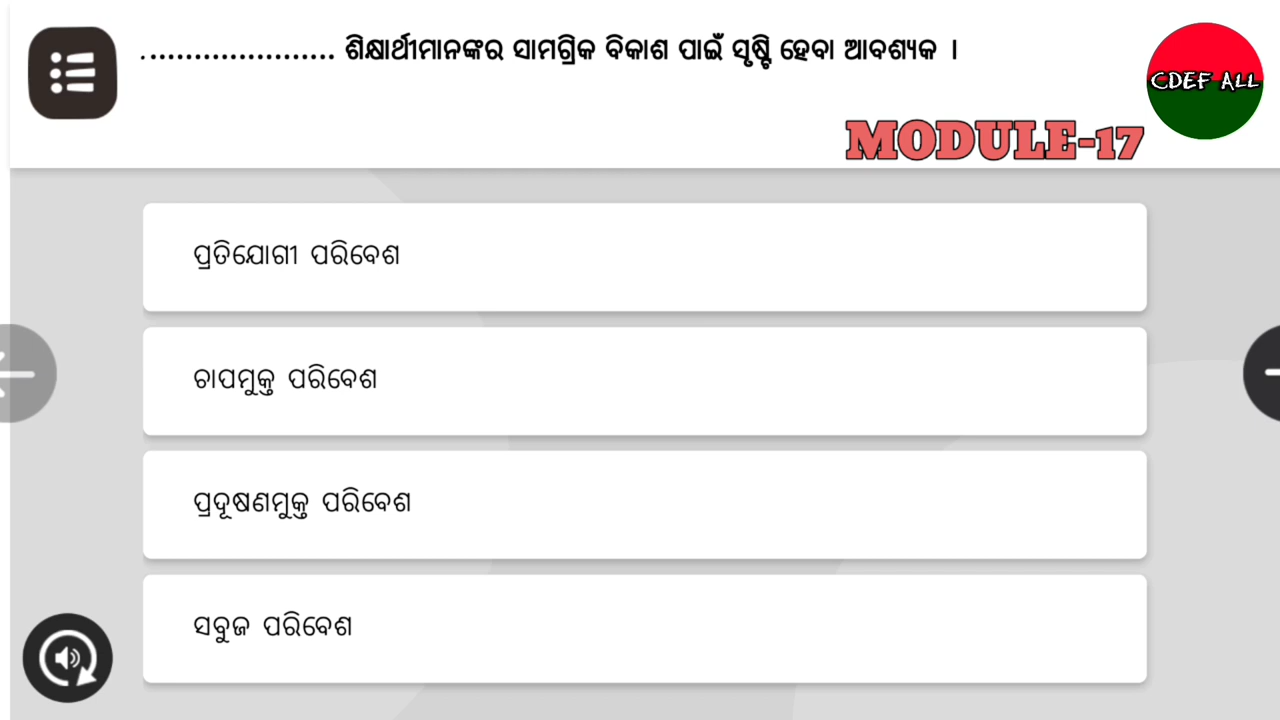 ..................... ଶିକ୍ଷାର୍ଥୀମାନଙ୍କର ସାମଗ୍ରିକ ବିକାଶ ପାଇଁ ସୃଷ୍ଟି ହେବା ଆବଶ୍ୟକ ।
CDEF ALL
MODULE-17
ପ୍ରତିଯୋଗୀ ପରିବେଶ
ଚାପମୁକ୍ତ ପରିବେଶ
ପ୍ରଦୂଷଣମୁକ୍ତ ପରିବେଶ
ସବୁଜ ପରିବେଶ